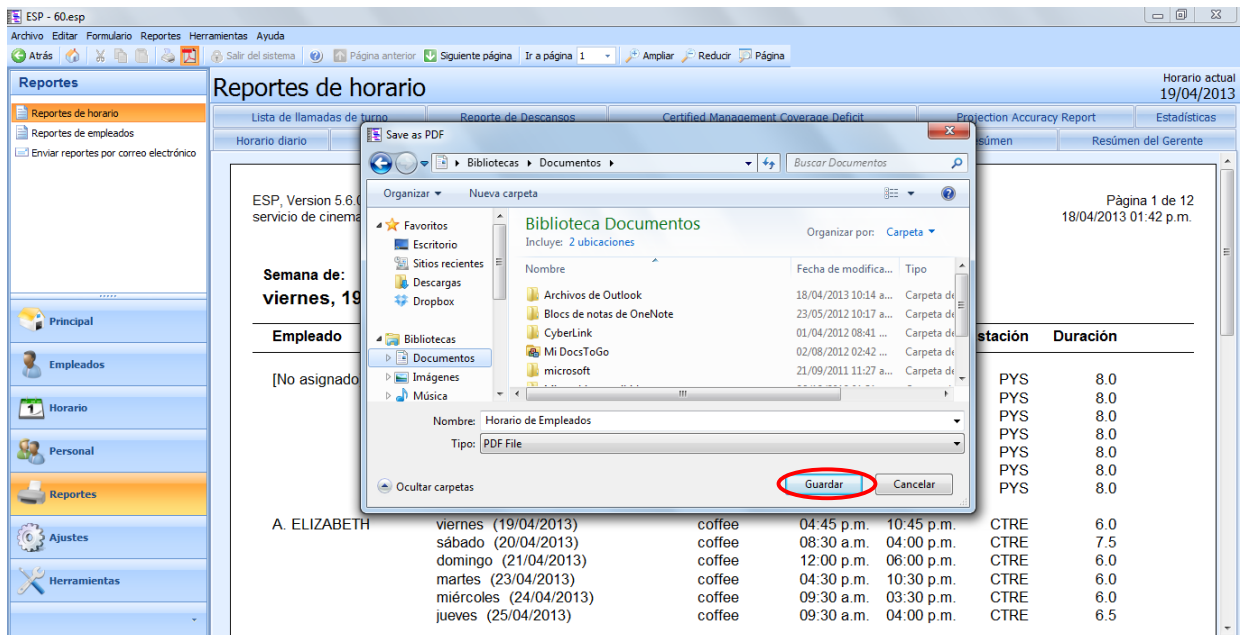 ESP - 60.esp
Archivo Editar Formulario Reportes Herramientas Ayuda
Atrás Salir del sistema Página anterior Siguiente página Ir a página 1 Ampliar Reducir Página
Reportes
Reportes de horario
Reportes de empleados
Enviar reportes por correo electrónico
Principal
Empleados
Horario
Personal
Reportes
Ajustes
Herramientas
Reportes de horario
Horario actual
19/04/2013
Lista de llamadas de turno Reporte de Descansos Certified Management Coverage Deficit Projection Accuracy Report Estadísticas
Horario diario súmen Resúmen del Gerente
ESP, Version 5.6.0
servicio de cinema
Página 1 de 12
18/04/2013 01:42 p.m.
Semana de:
viernes, 19
Empleado stación Duración
[No asignado PYS 8.0
PYS 8.0
PYS 8.0
PYS 8.0
PYS 8.0
PYS 8.0
PYS 8.0
A. ELIZABETH viernes (19/04/2013) coffee 04:45 p.m. 10:45 p.m. CTRE 6.0
sábado (20/04/2013) coffee 08:30 a.m. 04:00 p.m. CTRE 7.5
domingo (21/04/2013) coffee 12:00 p.m. 06:00 p.m. CTRE 6.0
martes (23/04/2013) coffee 04:30 p.m. 10:30 p.m. CTRE 6.0
miércoles (24/04/2013) coffee 09:30 a.m. 03:30 p.m. CTRE 6.0
jueves (25/04/2013) coffee 09:30 a.m. 04:00 p.m. CTRE 6.5
Save as PDF
Bibliotecas Documentos
Buscar Documentos
Organizar Nueva carpeta
Favoritos
Escritorio
Sitios recientes
Descargas
Dropbox
Bibliotecas
Documentos
Imágenes
Música
Biblioteca Documentos
Incluye: 2 ubicaciones
Organizar por: Carpeta
Nombre Fecha de modifica... Tipo
Archivos de Outlook 18/04/2013 10:14 a... Carpeta de
Blocs de notas de OneNote 23/05/2012 10:17 a... Carpeta de
CyberLink 01/04/2012 08:41 ... Carpeta de
Mi DocsToGo 02/08/2012 02:42 ... Carpeta de
microsoft 21/09/2011 11:27 a... Carpeta de
Nombre: Horario de Empleados
Tipo: PDF File
Ocultar carpetas
Guardar Cancelar